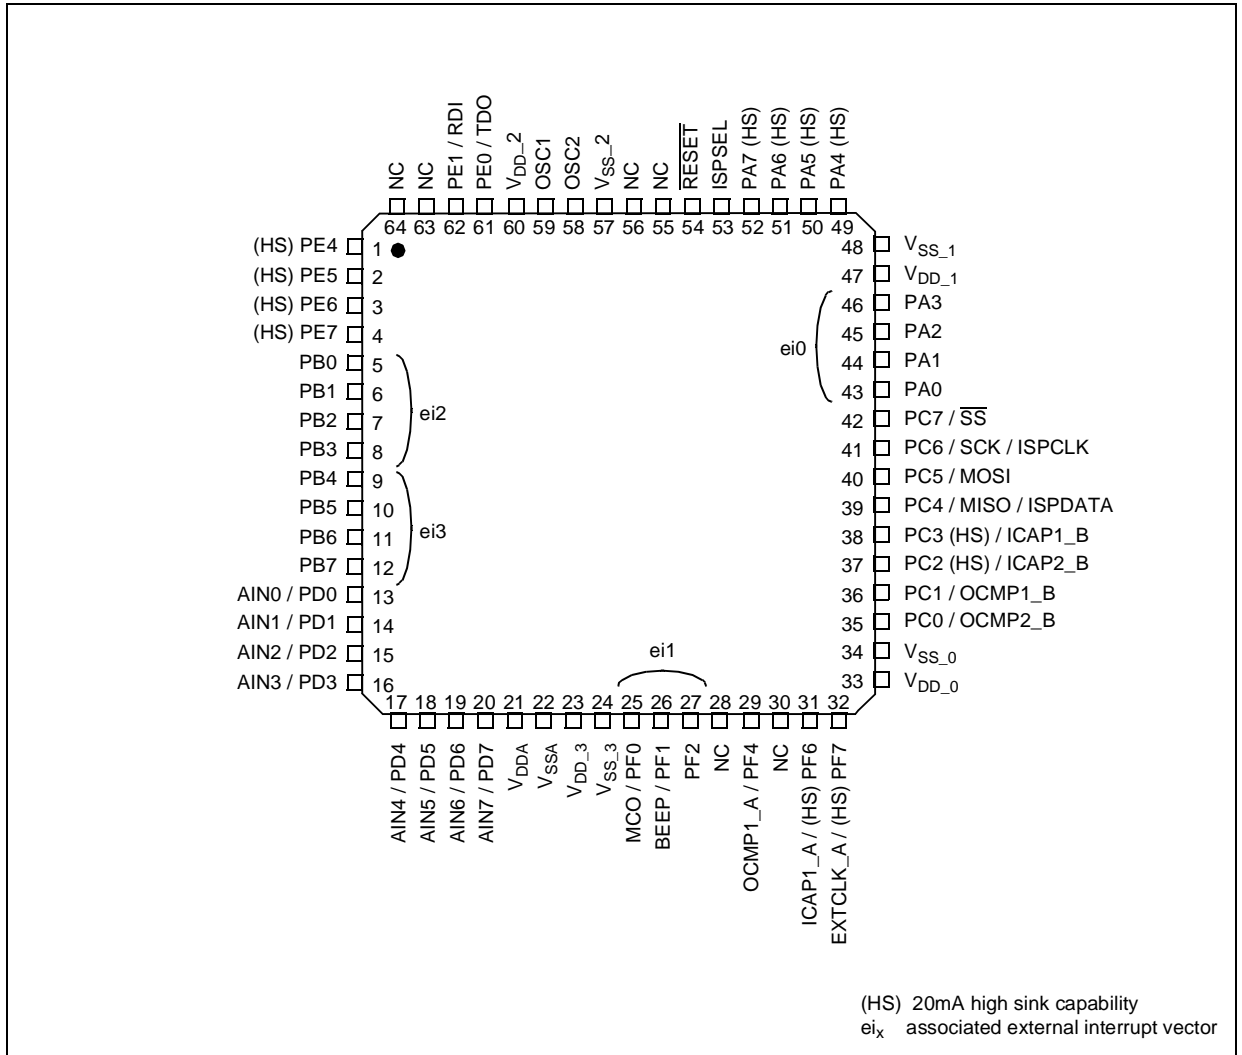 NC
NC
PE1 / RDI
PE0 / TDO
VDD_2
OSC1
OSC2
VSS_2
NC
NC
RESET
ISPSEL
PA7 (HS)
PA6 (HS)
PA5 (HS)
PA4 (HS)
64 63 62 61 60 59 58 57 56 55 54 53 52 51 50 49
(HS) PE4 1
(HS) PE5 2
(HS) PE6 3
(HS) PE7 4
PB0 5
PB1 6
PB2 7
PB3 8
ei2
PB4 9
PB5 10
PB6 11
PB7 12
ei3
AIN0 / PD0 13
AIN1 / PD1 14
AIN2 / PD2 15
AIN3 / PD3 16
48 VSS_1
47 VDD_1
46 PA3
45 PA2
ei0
44 PA1
43 PA0
42 PC7 / SS
41 PC6 / SCK / ISPCLK
40 PC5 / MOSI
39 PC4 / MISO / ISPDATA
38 PC3 (HS) / ICAP1_B
37 PC2 (HS) / ICAP2_B
36 PC1 / OCMP1_B
35 PC0 / OCMP2_B
34 VSS_0
33 VDD_0
ei1
17 18 19 20 21 22 23 24 25 26 27 28 29 30 31 32
AIN4 / PD4
AIN5 / PD5
AIN6 / PD6
AIN7 / PD7
VDDA
VSSA
VDD_3
VSS_3
MCO / PF0
BEEP / PF1
PF2
NC
OCMP1_A / PF4
NC
ICAP1_A / (HS) PF6
EXTCLK_A / (HS) PF7
(HS) 20mA high sink capability
eix associated external interrupt vector